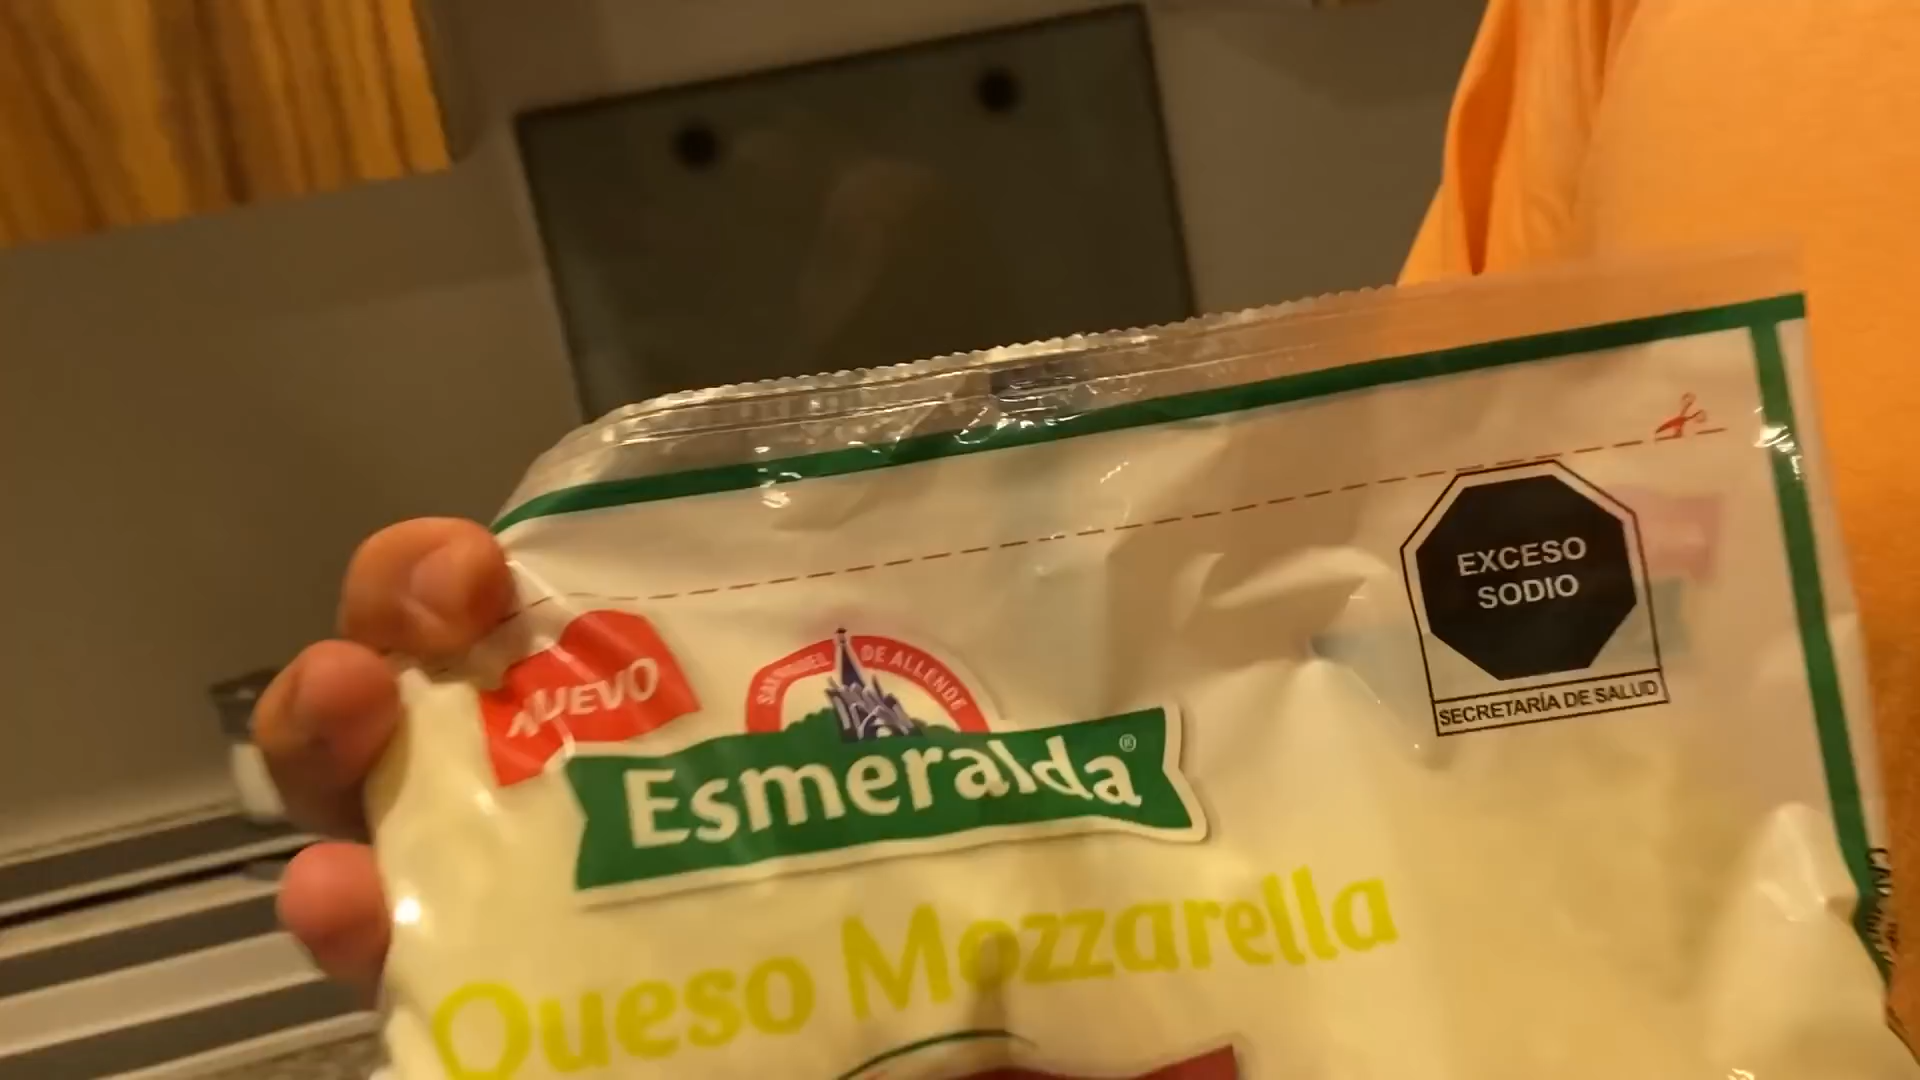 EXCESO
SODIO
SECRETARÍA DE SALUD
NUEVO
SAN MIGUEL DE ALLENDE
Esmeralda®
Queso Mozzarella